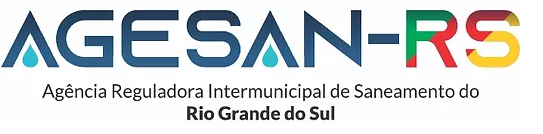 AGESAN-RS
Agência Reguladora Intermunicipal de Saneamento do
Rio Grande do Sul